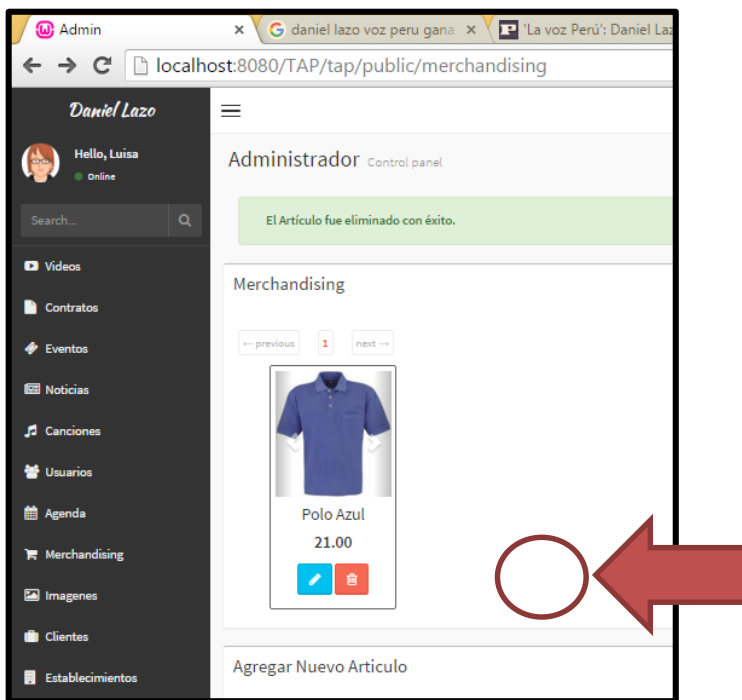 Admin
daniel lazo voz peru gana
'La voz Perú': Daniel Laz
localhost:8080/TAP/tap/public/merchandising
Daniel Lazo
Hello, Luisa
Online
Search...
Videos
Contratos
Eventos
Noticias
Canciones
Usuarios
Agenda
Merchandising
Imagenes
Clientes
Establecimientos
Administrador Control panel
El Artículo fue eliminado con éxito.
Merchandising
← previous 1 next →
Polo Azul
21.00
Agregar Nuevo Articulo